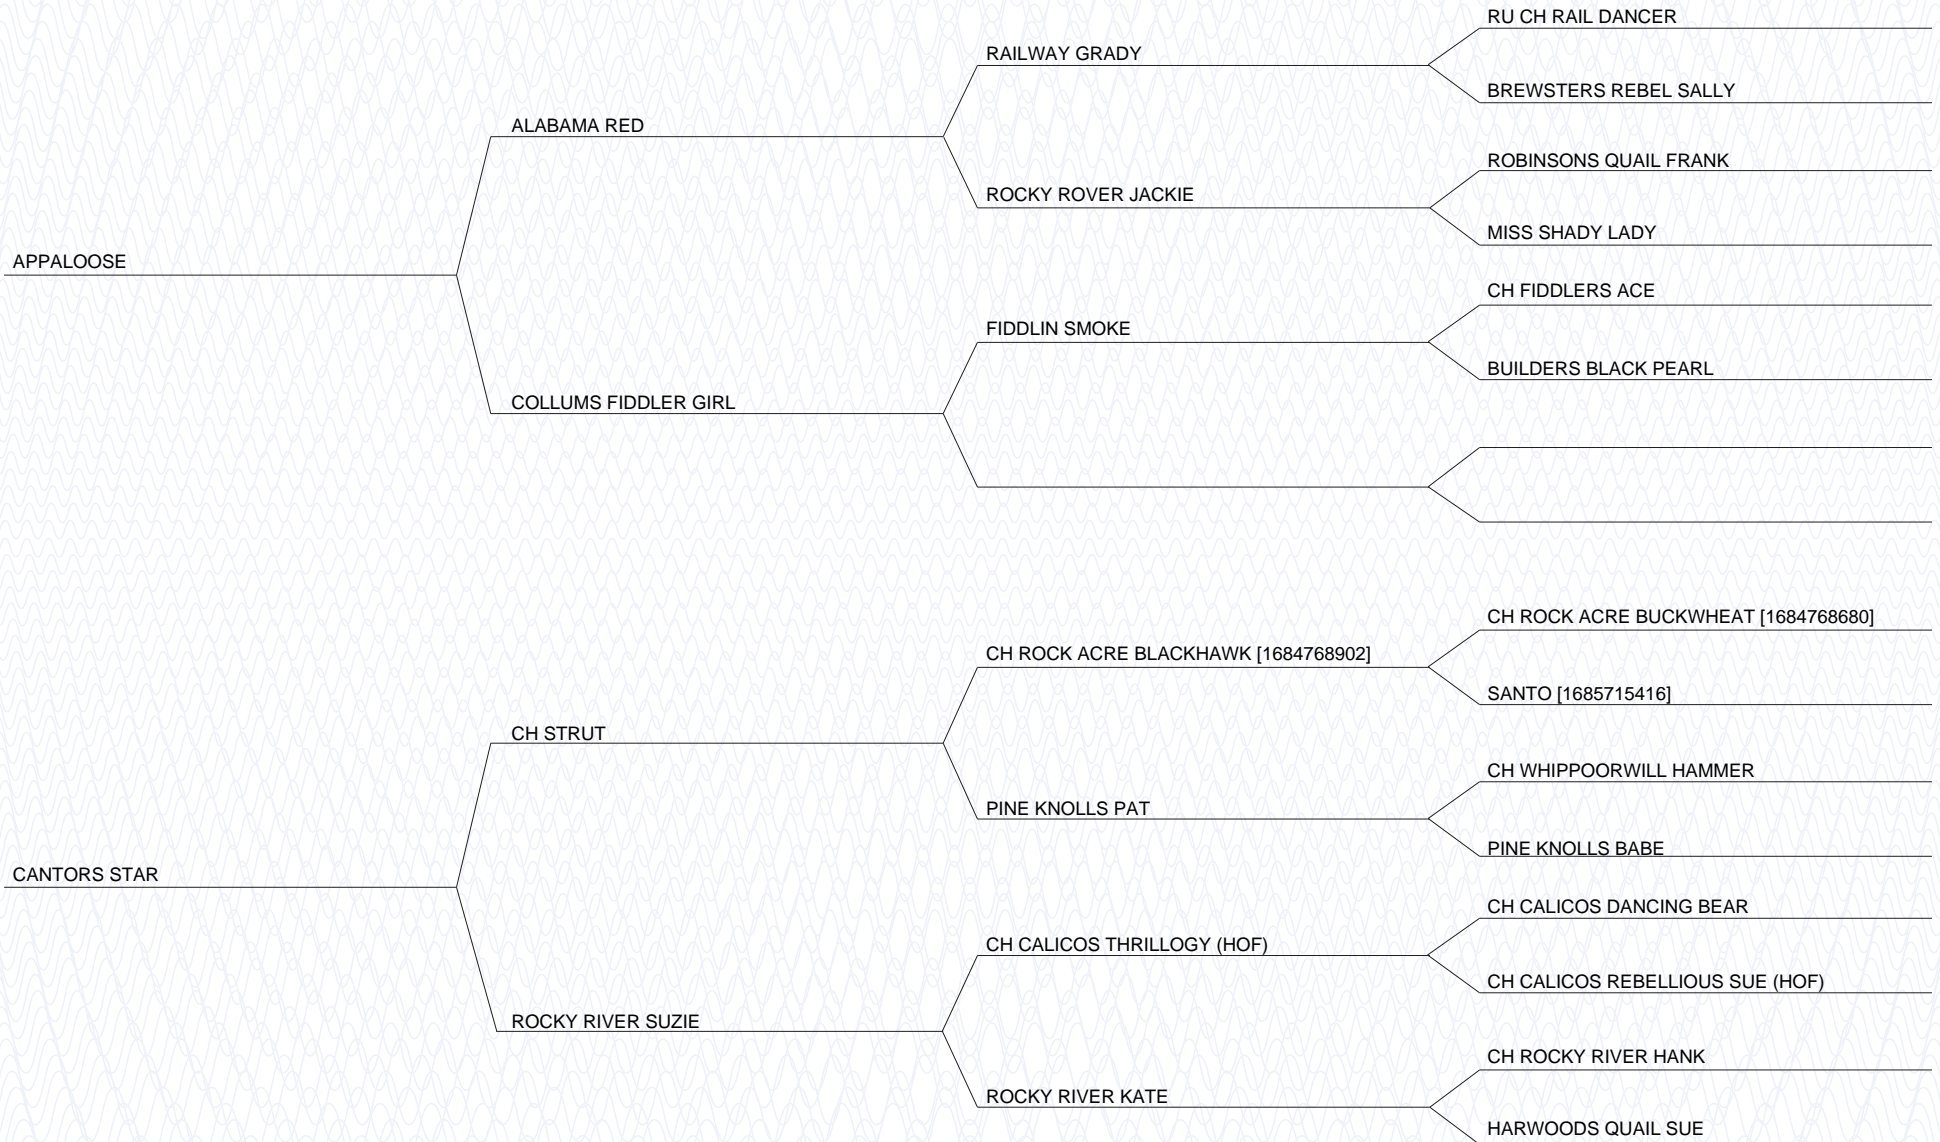 RU CH RAIL DANCER
RAILWAY GRADY
BREWSTERS REBEL SALLY
ALABAMA RED
ROBINSONS QUAIL FRANK
ROCKY ROVER JACKIE
MISS SHADY LADY
APPALOOSE
CH FIDDLERS ACE
FIDDLIN SMOKE
BUILDERS BLACK PEARL
COLLUMS FIDDLER GIRL
CH ROCK ACRE BUCKWHEAT [1684768680]
CH ROCK ACRE BLACKHAWK [1684768902]
SANTO [1685715416]
CH STRUT
CH WHIPPOORWILL HAMMER
PINE KNOLLS PAT
PINE KNOLLS BABE
CANTORS STAR
CH CALICOS DANCING BEAR
CH CALICOS THRILLOGY (HOF)
CH CALICOS REBELLIOUS SUE (HOF)
ROCKY RIVER SUZIE
CH ROCKY RIVER HANK
ROCKY RIVER KATE
HARWOODS QUAIL SUE